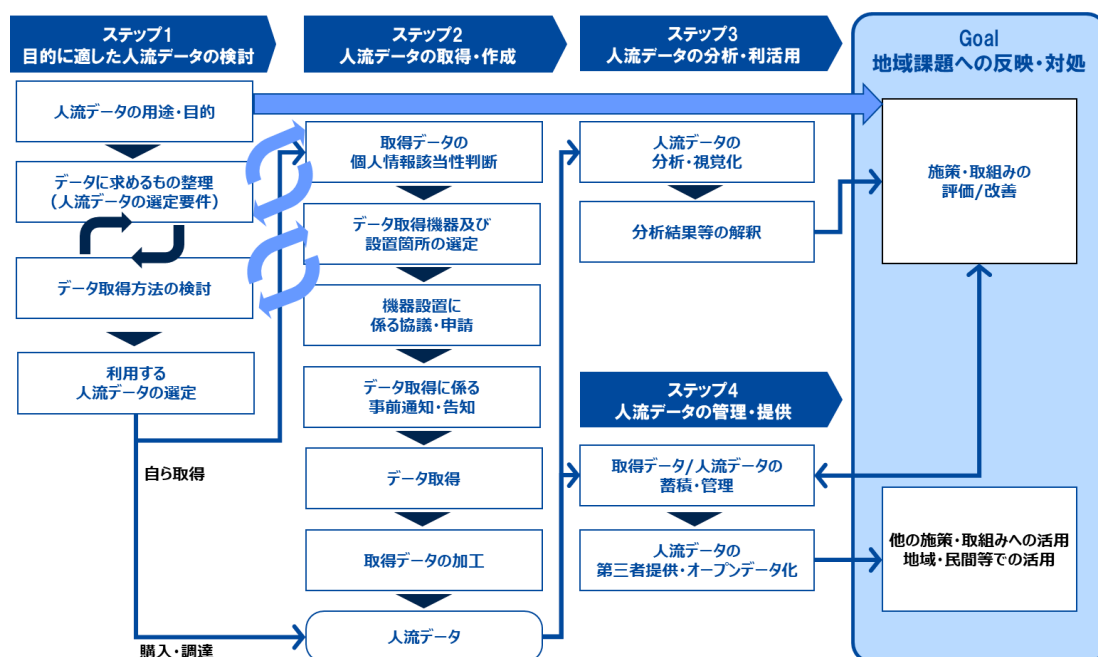 ステップ1
目的に適した人流データの検討
人流データの用途・目的
データに求めるもの整理
(人流データの選定要件)
データ取得方法の検討
利用する
人流データの選定
自ら取得
購入・調達
ステップ2
人流データの取得・作成
取得データの
個人情報該当性判断
データ取得機器及び
設置箇所の選定
機器設置に
係る協議・申請
データ取得に係る
事前通知・告知
データ取得
取得データの加工
人流データ
ステップ3
人流データの分析・利活用
人流データの
分析・視覚化
分析結果等の解釈
ステップ4
人流データの管理・提供
取得データ/人流データの
蓄積・管理
人流データの
第三者提供・オープンデータ化
Goal
地域課題への反映・対処
施策・取組みの
評価/改善
他の施策・取組みへの活用
地域・民間等での活用